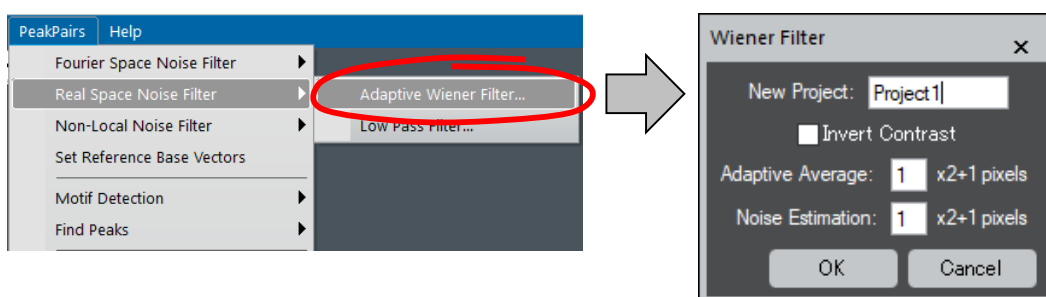 PeakPairs Help
Fourier Space Noise Filter
Real Space Noise Filter
Non-Local Noise Filter
Set Reference Base Vectors
Motif Detection
Find Peaks
Adaptive Wiener Filter...
Low Pass Filter...
Wiener Filter
New Project: Project1
Invert Contrast
Adaptive Average: 1 x2+1 pixels
Noise Estimation: 1 x2+1 pixels
OK Cancel